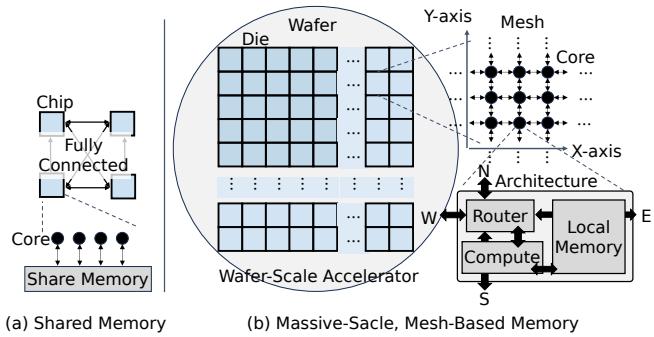 Chip
Fully
Connected
Core
Share Memory
(a) Shared Memory
Wafer
Die
...
...
...
...
...
...
...
Wafer-Scale Accelerator
Y-axis
Mesh
Core
...
...
...
...
...
...
X-axis
N
Architecture
W
Router
Local
Memory
E
Compute
S
(b) Massive-Sacle, Mesh-Based Memory